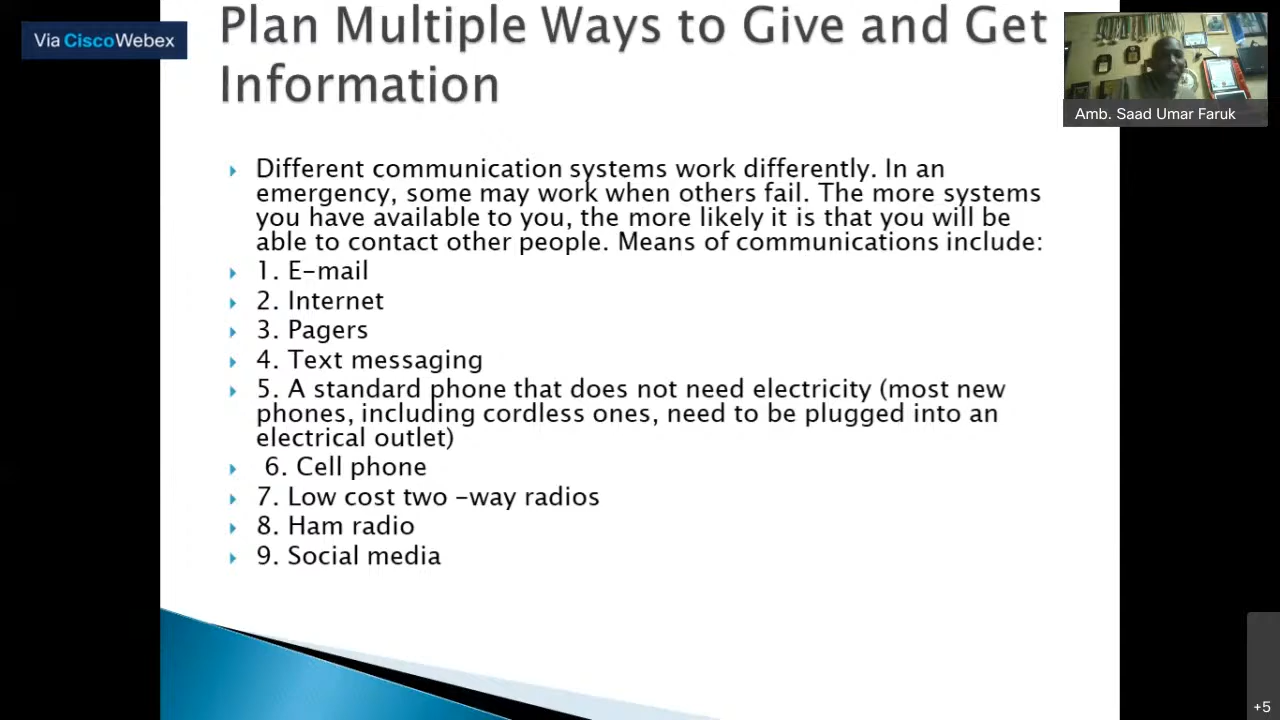 Via CiscoWebex
Plan Multiple Ways to Give and Get
Information
Amb. Saad Umar Faruk
Different communication systems work differently. In an
emergency, some may work when others fail. The more systems
you have available to you, the more likely it is that you will be
able to contact other people. Means of communications include:
1. E-mail
2. Internet
3. Pagers
4. Text messaging
5. A standard phone that does not need electricity (most new
phones, including cordless ones, need to be plugged into an
electrical outlet)
6. Cell phone
7. Low cost two -way radios
8. Ham radio
9. Social media
+5